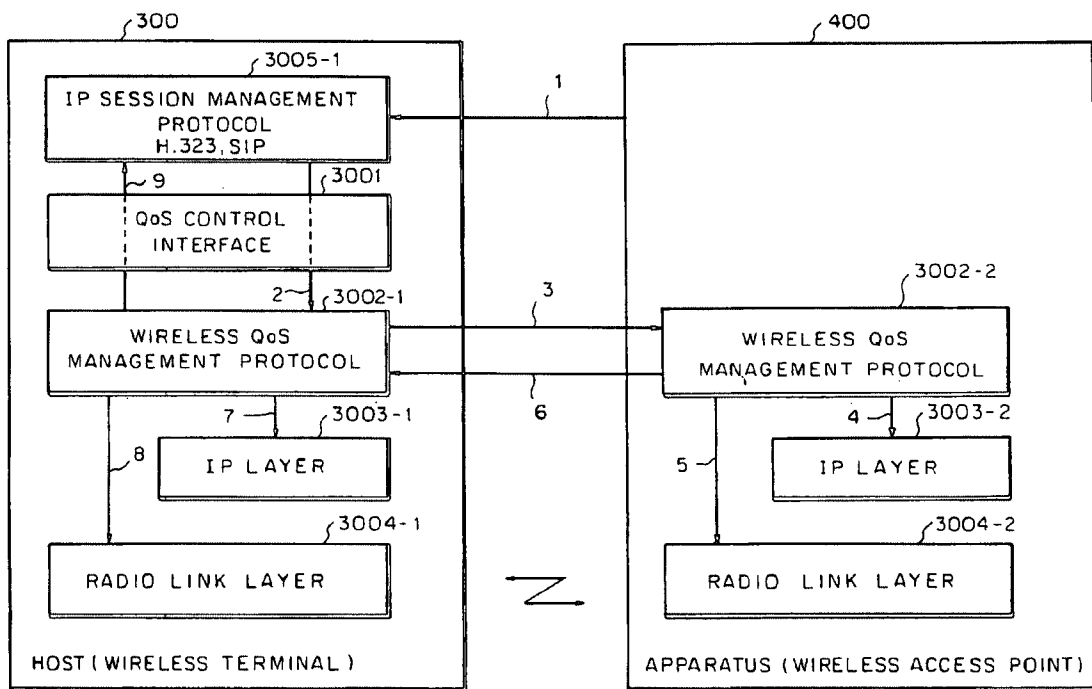 300
400
3005-1
IP SESSION MANAGEMENT
PROTOCOL
H.323, SIP
1
9
3001
QoS CONTROL
INTERFACE
2
3002-1
3
3002-2
WIRELESS QoS
MANAGEMENT PROTOCOL
WIRELESS QoS
MANAGEMENT PROTOCOL
6
7
3003-1
4
3003-2
8
IP LAYER
5
IP LAYER
3004-1
3004-2
RADIO LINK LAYER
RADIO LINK LAYER
HOST (WIRELESS TERMINAL)
APPARATUS (WIRELESS ACCESS POINT)